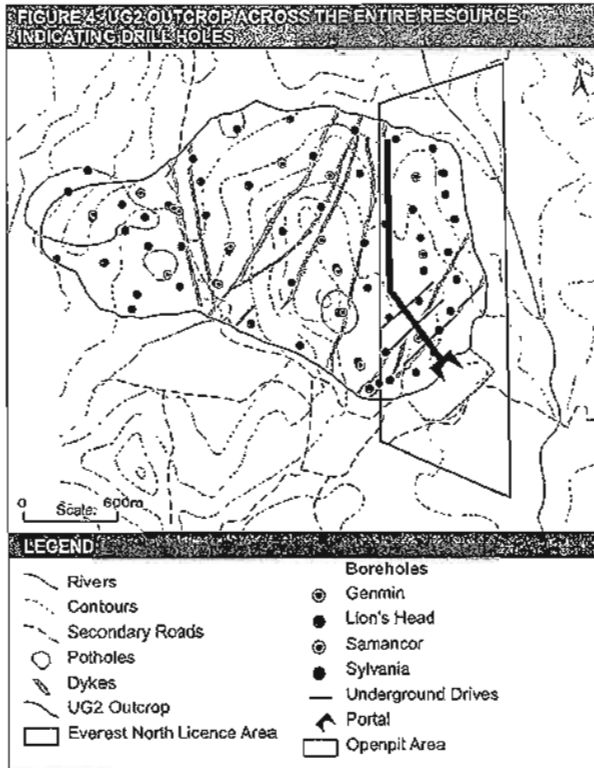 FIGURE 4: UG2 OUTCROP ACROSS THE ENTIRE RESOURCE
INDICATING DRILL HOLES
N
0 Scale: 600m
LEGEND
Rivers
Contours
Secondary Roads
Potholes
Dykes
UG2 Outcrop
Everest North Licence Area
Boreholes
Genmin
Lion's Head
Samancor
Sylvania
Underground Drives
Portal
Openpit Area